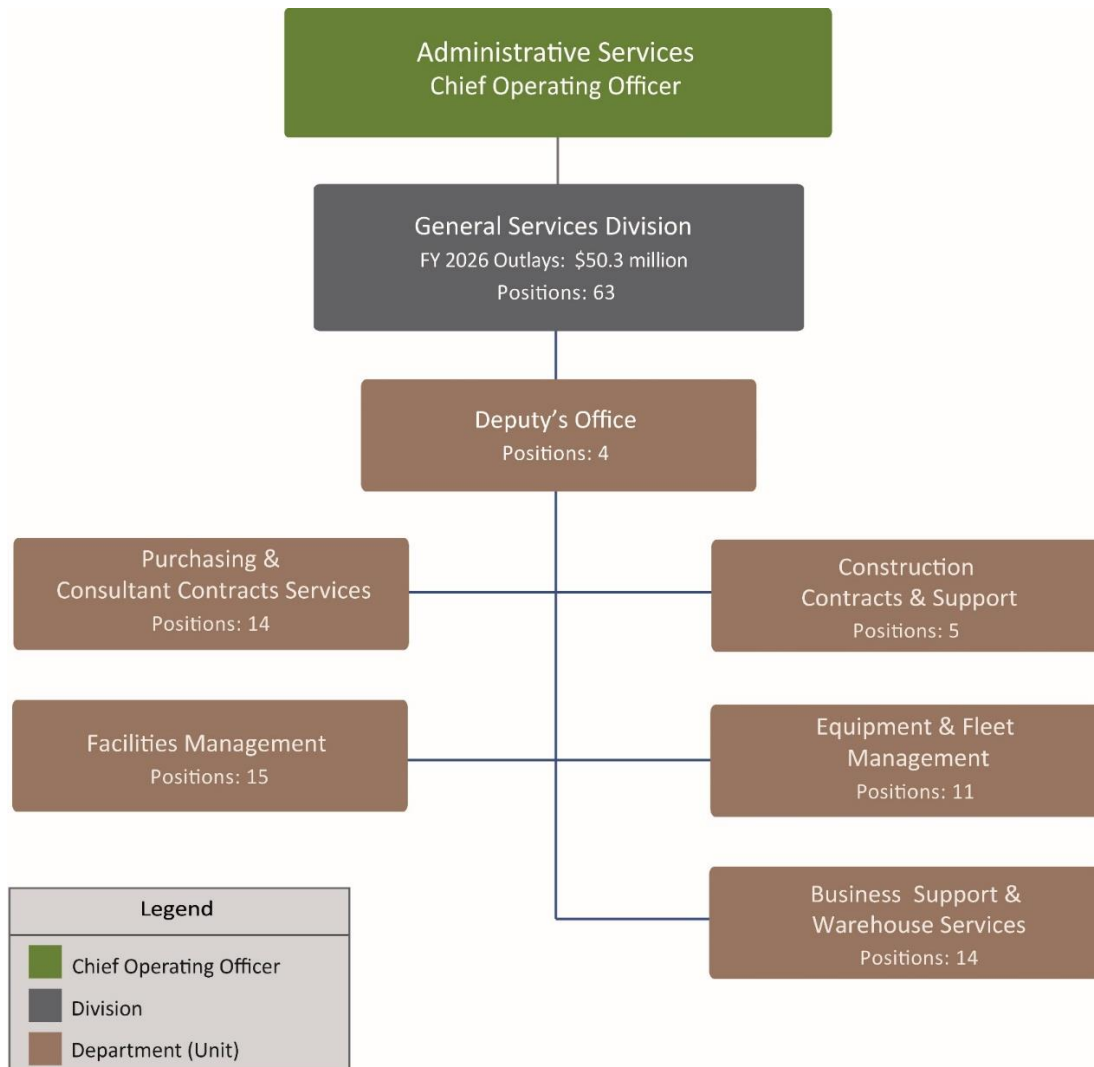 Administrative Services
Chief Operating Officer
General Services Division
FY 2026 Outlays: $50.3 million
Positions: 63
Deputy's Office
Positions: 4
Purchasing &
Consultant Contracts Services
Positions: 14
Construction
Contracts & Support
Positions: 5
Facilities Management
Positions: 15
Equipment & Fleet
Management
Positions: 11
Business Support &
Warehouse Services
Positions: 14
Legend
Chief Operating Officer
Division
Department (Unit)